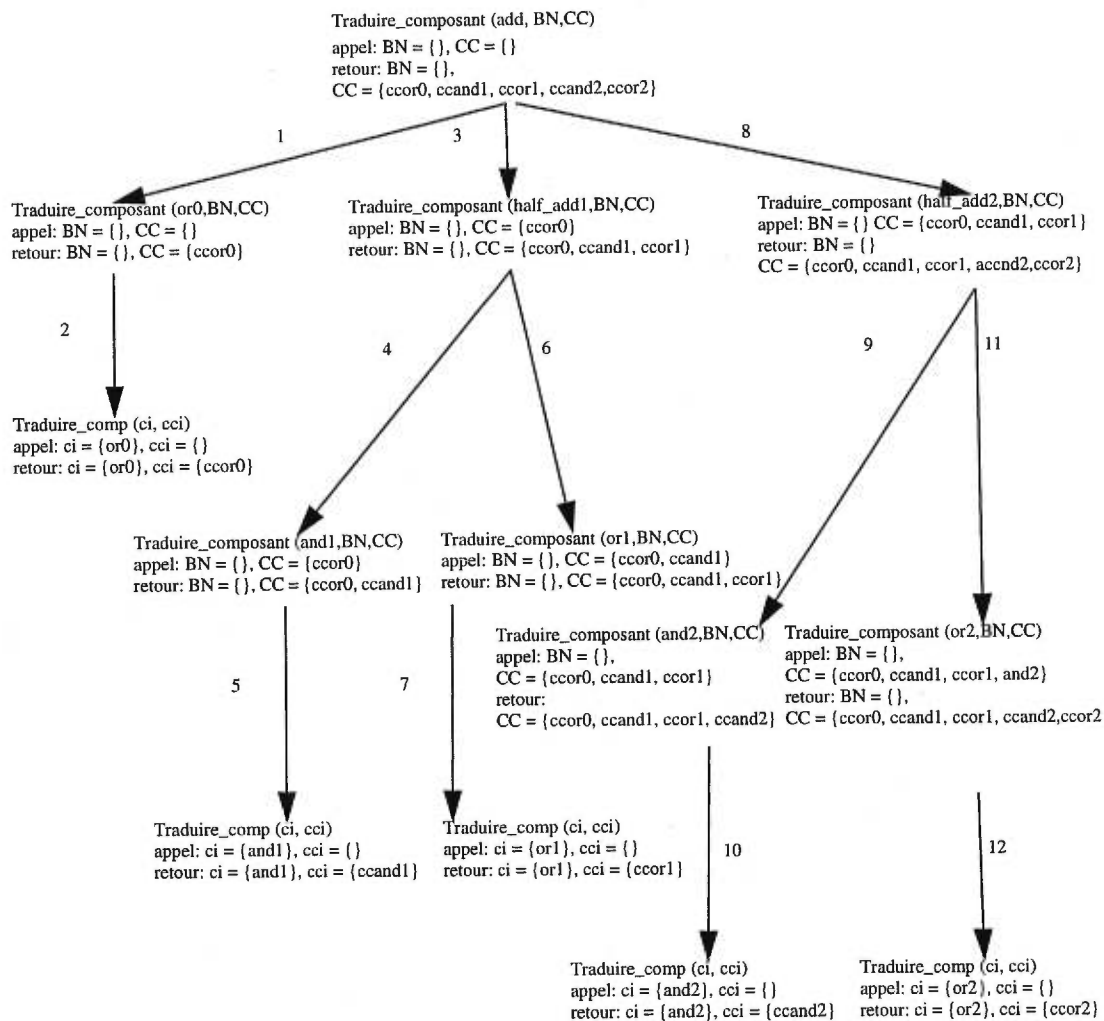 Traduire_composant (add, BN,CC)
appel: BN = { }, CC = { }
retour: BN = { },
CC = {ccor0, ccand1, ccor1, ccand2,ccor2}
1
3
8
Traduire_composant (or0,BN,CC)
appel: BN = { }, CC = { }
retour: BN = { }, CC = {ccor0}
Traduire_composant (half_add1,BN,CC)
appel: BN = { }, CC = {ccor0}
retour: BN = { }, CC = {ccor0, ccand1, ccor1}
Traduire_composant (half_add2,BN,CC)
appel: BN = { } CC = {ccor0, ccand1, ccor1}
retour: BN = { }
CC = {ccor0, ccand1, ccor1, accnd2,ccor2}
2
4
6
9
11
Traduire_comp (ci, cci)
appel: ci = {or0}, cci = { }
retour: ci = {or0}, cci = {ccor0}
Traduire_composant (and1,BN,CC)
appel: BN = { }, CC = {ccor0}
retour: BN = { }, CC = {ccor0, ccand1}
Traduire_composant (or1,BN,CC)
appel: BN = { }, CC = {ccor0, ccand1}
retour: BN = { }, CC = {ccor0, ccand1, ccor1}
Traduire_composant (and2,BN,CC)
appel: BN = { },
CC = {ccor0, ccand1, ccor1}
retour:
CC = {ccor0, ccand1, ccor1, ccand2}
Traduire_composant (or2,BN,CC)
appel: BN = { },
CC = {ccor0, ccand1, ccor1, and2}
retour: BN = { },
CC = {ccor0, ccand1, ccor1, ccand2,ccor2
5
7
Traduire_comp (ci, cci)
appel: ci = {and1}, cci = { }
retour: ci = {and1}, cci = {ccand1}
Traduire_comp (ci, cci)
appel: ci = {or1}, cci = { }
retour: ci = {or1}, cci = {ccor1}
10
12
Traduire_comp (ci, cci)
appel: ci = {and2}, cci = { }
retour: ci = {and2}, cci = {ccand2}
Traduire_comp (ci, cci)
appel: ci = {or2}, cci = { }
retour: ci = {or2}, cci = {ccor2}